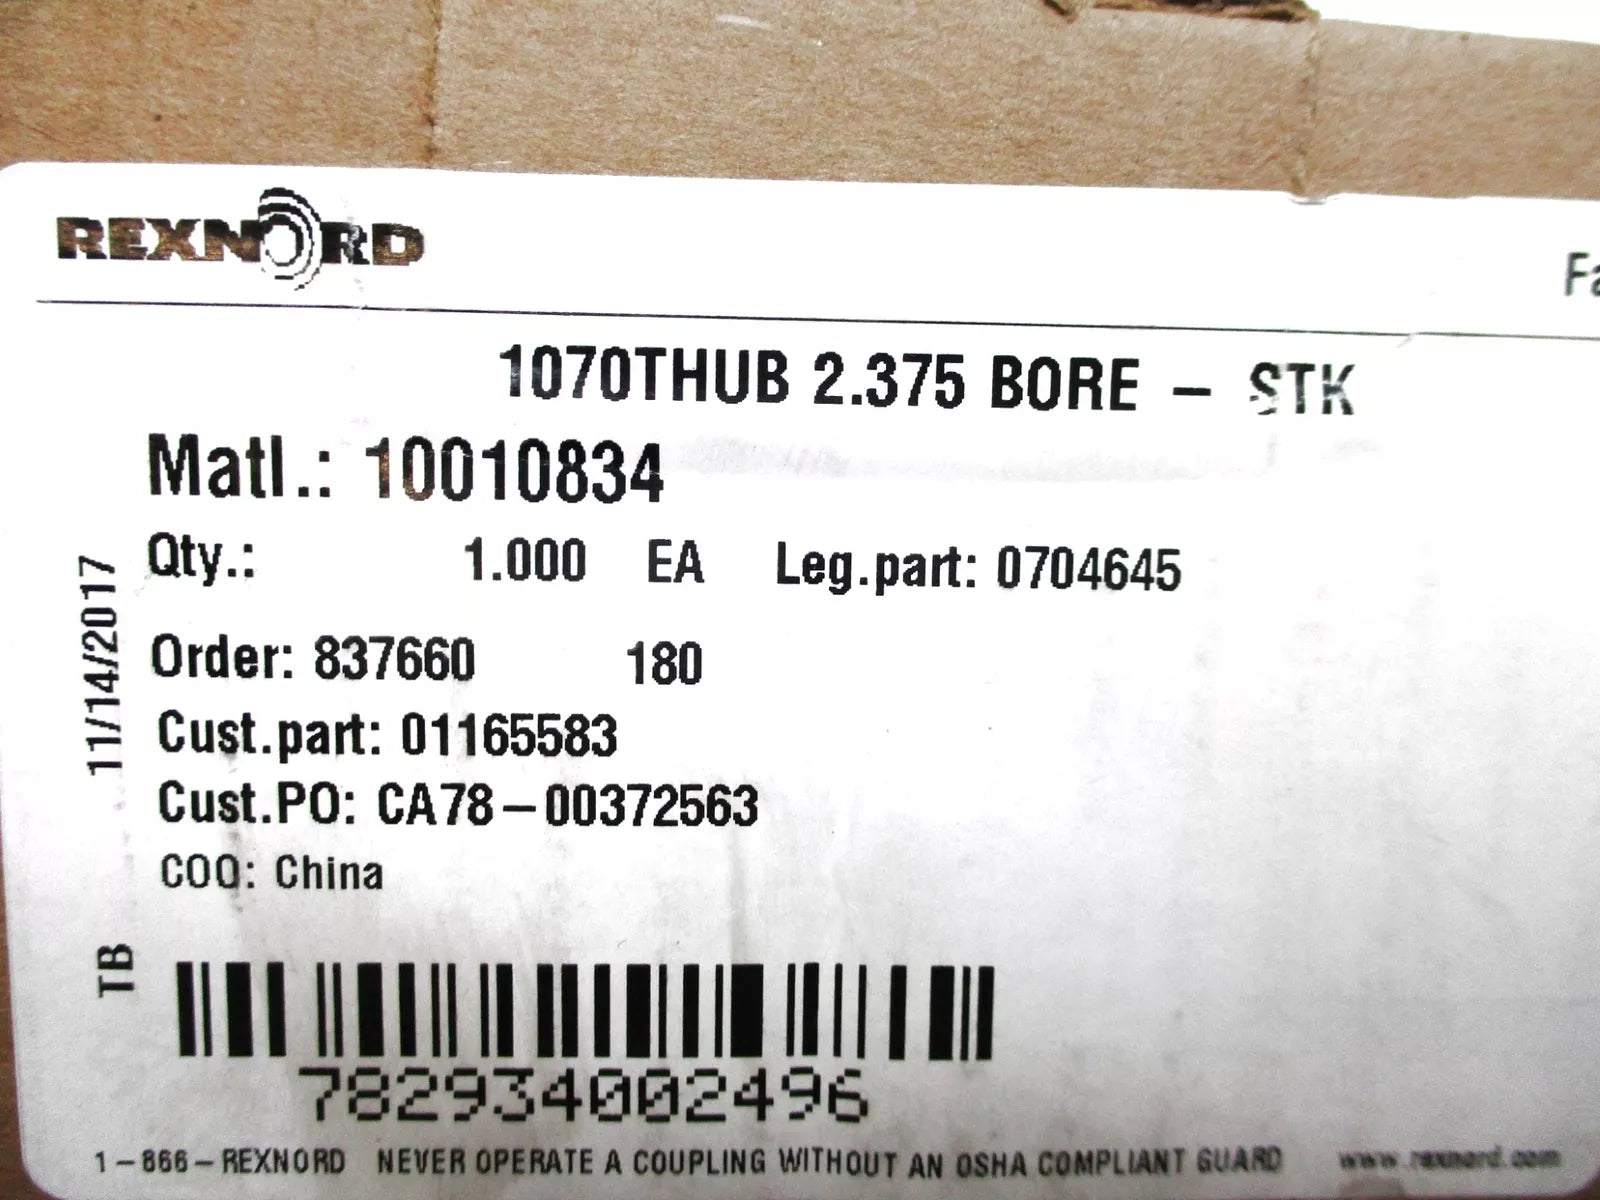 REXNORD
Fa
1070THUB 2.375 BORE – STK
Matl.: 10010834
Qty.: 1.000 EA Leg.part: 0704645
Order: 837660 180
Cust.part: 01165583
Cust.PO: CA78–00372563
COO: China
11/14/2017
TB
782934002496
1–866–REXNORD NEVER OPERATE A COUPLING WITHOUT AN OSHA COMPLIANT GUARD www.rexnord.com